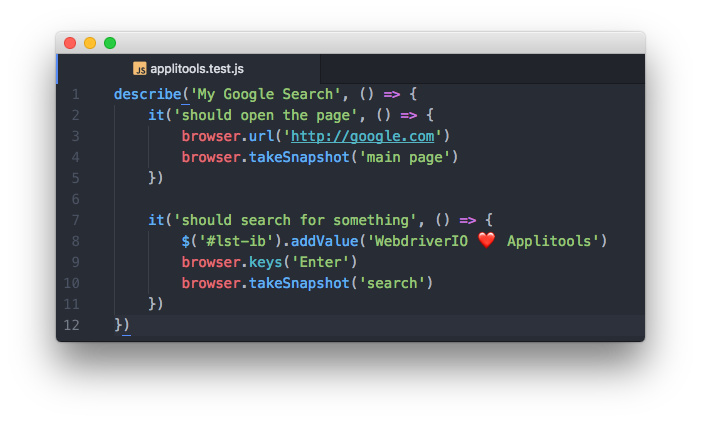 JS applitools.test.js
1 describe('My Google Search', () => {
2     it('should open the page', () => {
3         browser.url('http://google.com')
4         browser.takeSnapshot('main page')
5     })
6
7     it('should search for something', () => {
8         $('#lst-ib').addValue('WebdriverIO ❤️ Applitools')
9         browser.keys('Enter')
10         browser.takeSnapshot('search')
11     })
12 })